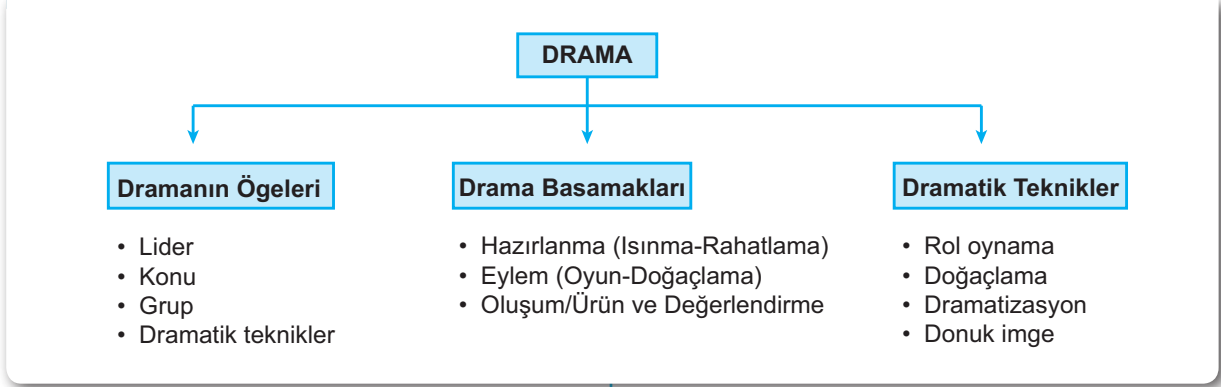 DRAMA
Dramanın Ögeleri
• Lider
• Konu
• Grup
• Dramatik teknikler
Drama Basamakları
• Hazırlanma (Isınma-Rahatlama)
• Eylem (Oyun-Doğaçlama)
• Oluşum/Ürün ve Değerlendirme
Dramatik Teknikler
• Rol oynama
• Doğaçlama
• Dramatizasyon
• Donuk imge